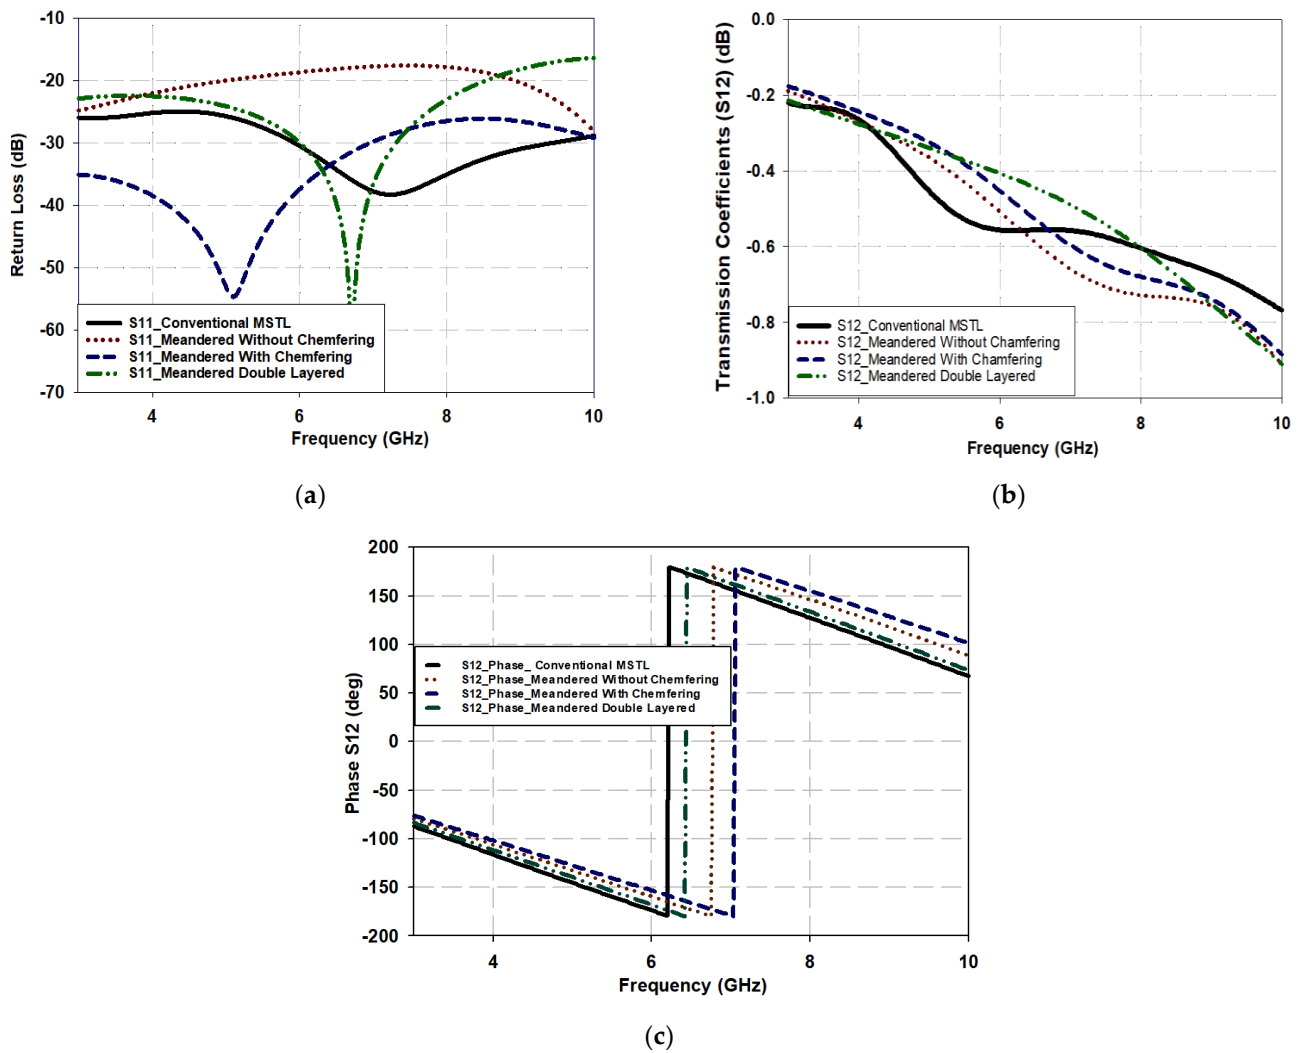 -10
-20
-30
-40
-50
-60
-70
Return Loss (dB)
S11_Conventional MSTL
S11_Meandered Without Chemfering
S11_Meandered With Chemfering
S11_Meandered Double Layered
4
6
8
10
Frequency (GHz)
(a)
0.0
-0.2
-0.4
-0.6
-0.8
-1.0
Transmission Coefficients (S12) (dB)
S12_Conventional MSTL
S12_Meandered Without Chamfering
S12_Meandered With Chamfering
S12_Meandered Double Layered
4
6
8
10
Frequency (GHz)
(b)
200
150
100
50
0
-50
-100
-150
-200
Phase S12 (deg)
S12_Phase_ Conventional MSTL
S12_Phase_Meandered Without Chemfering
S12_Phase_Meandered With Chemfering
S12_Phase_Meandered Double Layered
4
6
8
10
Frequency (GHz)
(c)